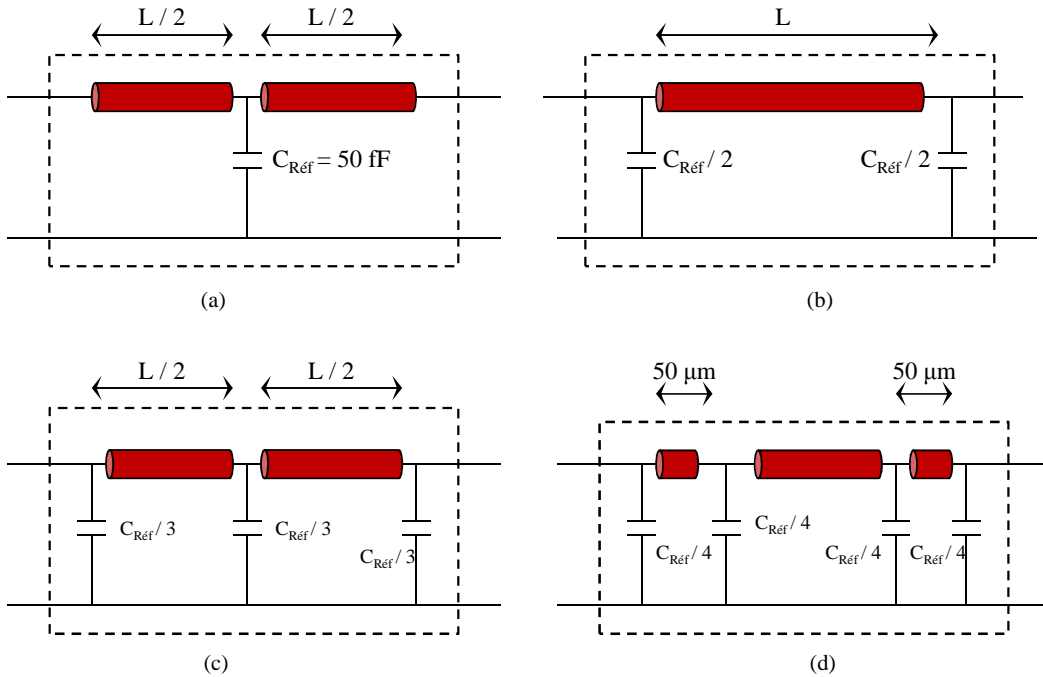 L / 2
L / 2
C_Réf = 50 fF
(a)
L
C_Réf / 2
C_Réf / 2
(b)
L / 2
L / 2
C_Réf / 3
C_Réf / 3
C_Réf / 3
(c)
50 μm
50 μm
C_Réf / 4
C_Réf / 4
C_Réf / 4
C_Réf / 4
(d)